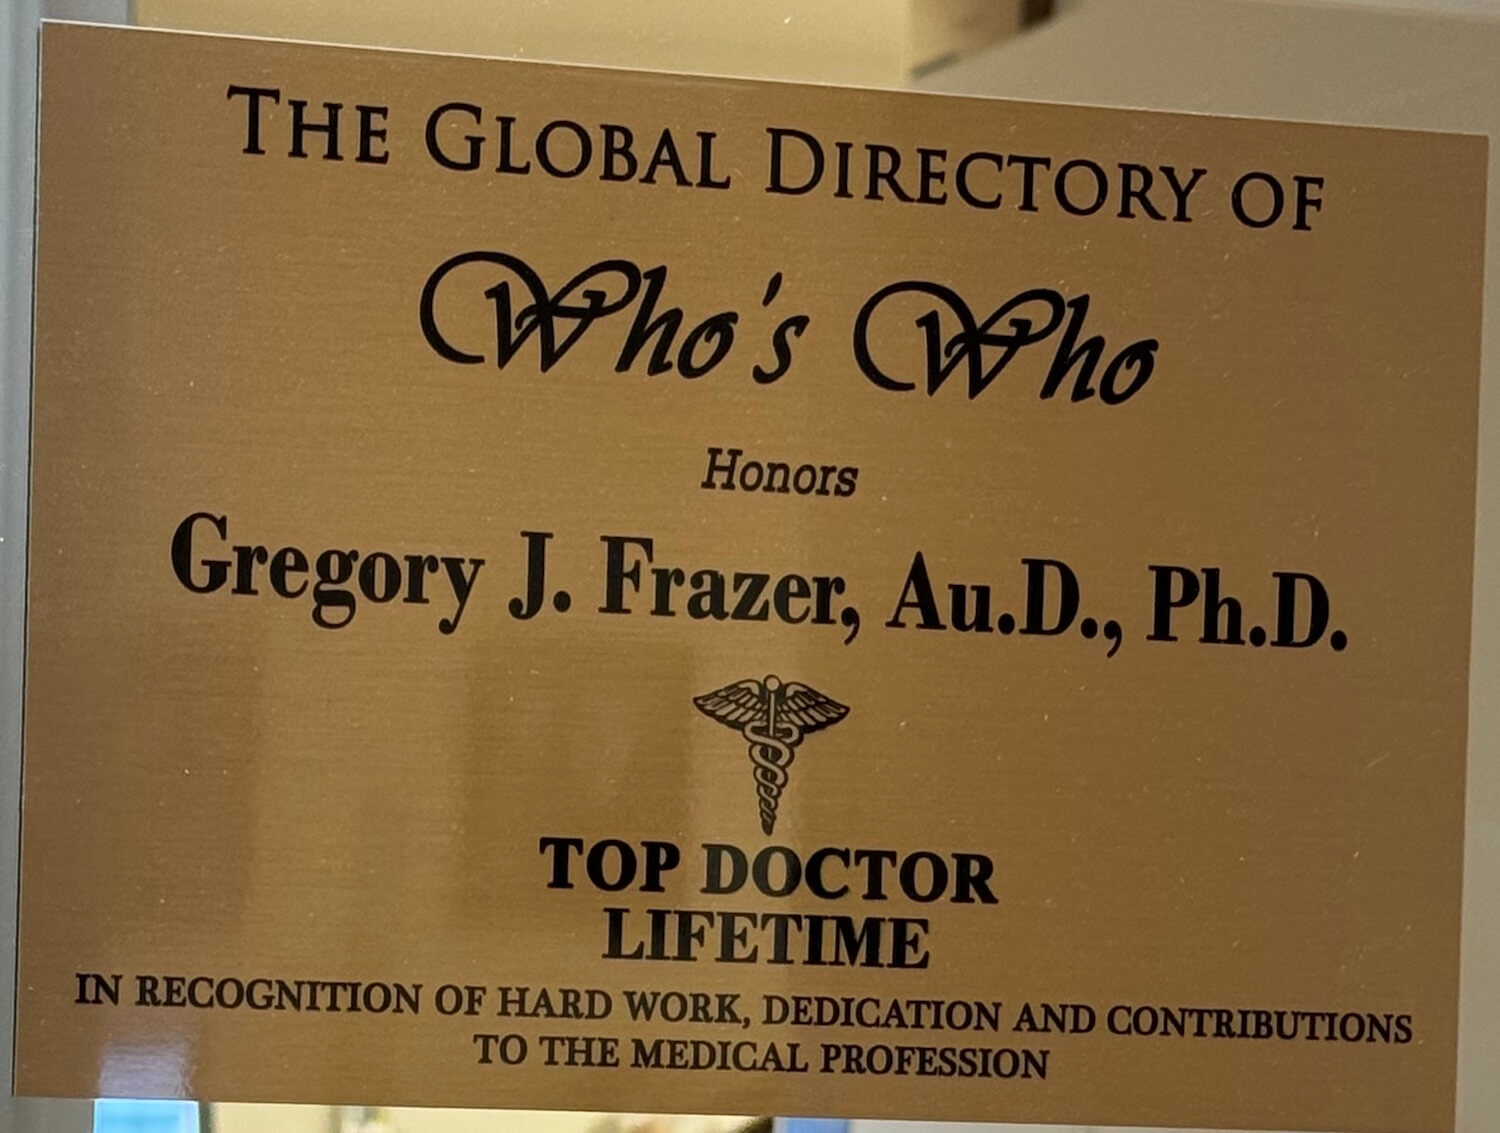 THE GLOBAL DIRECTORY OF
Who's Who
Honors
Gregory J. Frazer, Au.D., Ph.D.
TOP DOCTOR
LIFETIME
IN RECOGNITION OF HARD WORK, DEDICATION AND CONTRIBUTIONS
TO THE MEDICAL PROFESSION